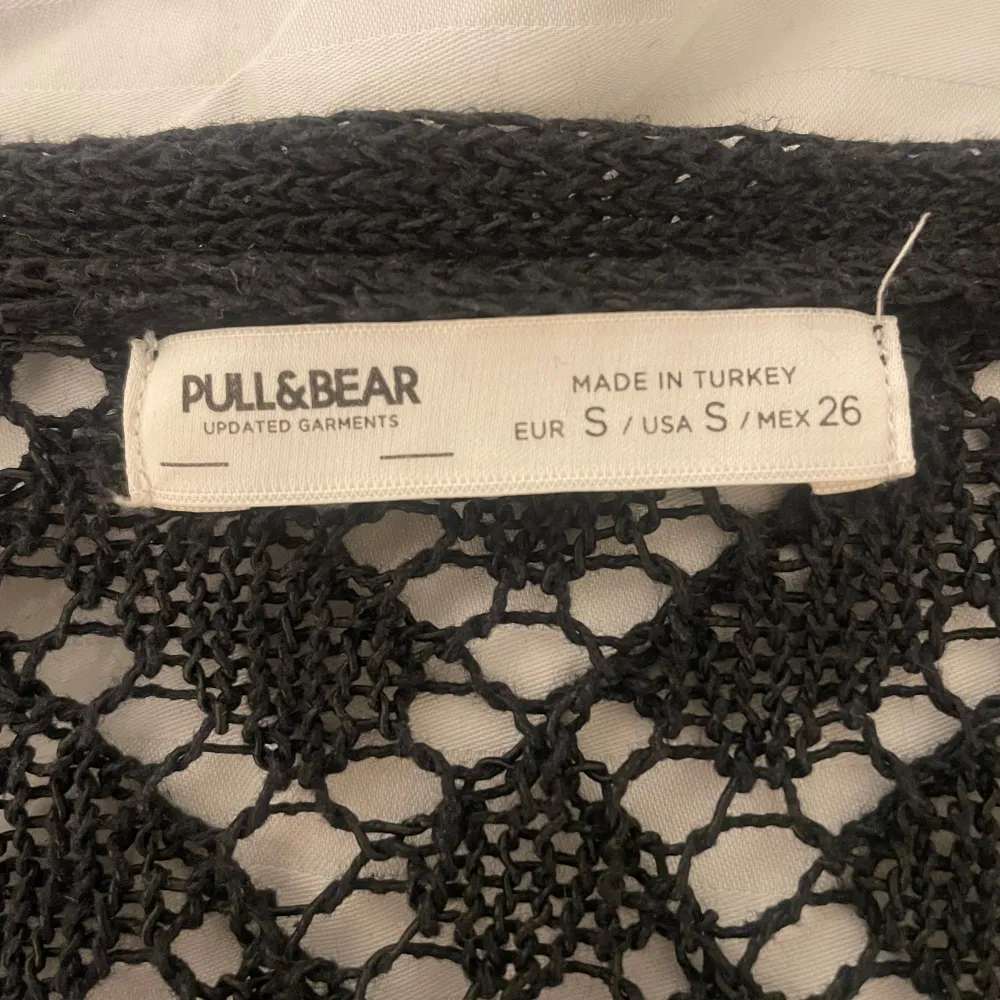 PULL&BEAR
UPDATED GARMENTS
MADE IN TURKEY
EUR S / USA S / MEX 26